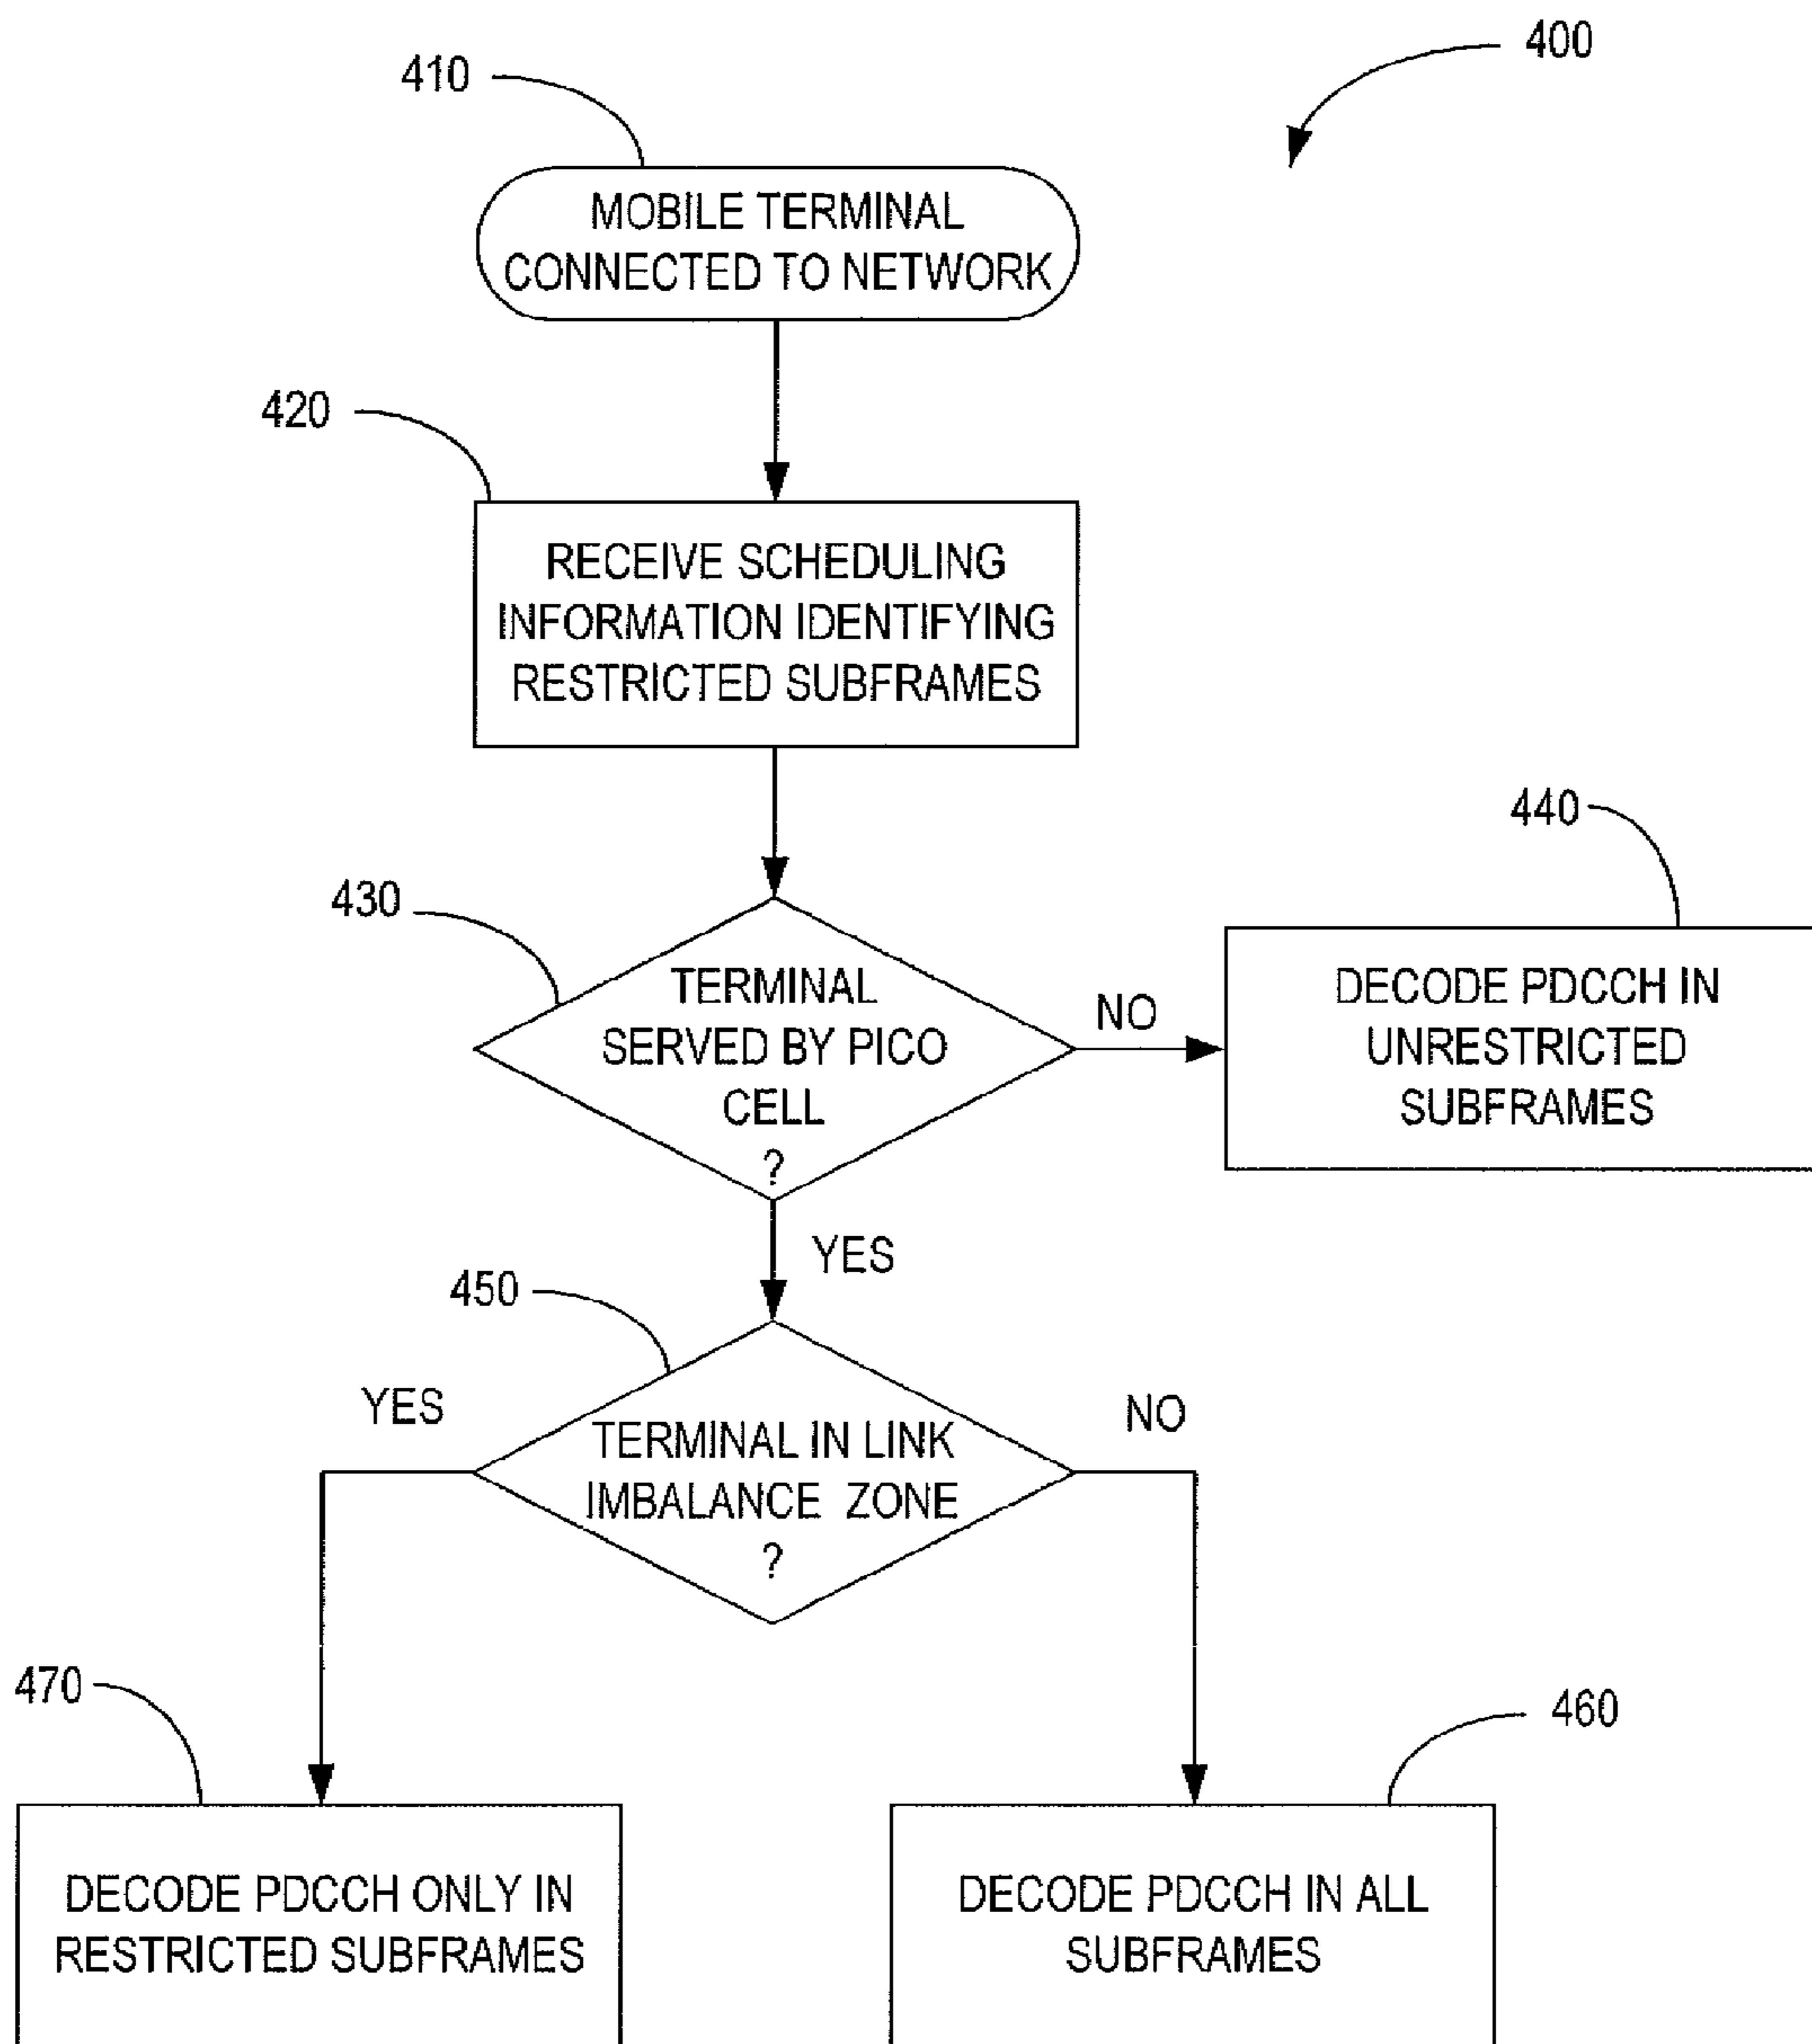 400
410
MOBILE TERMINAL
CONNECTED TO NETWORK
420
RECEIVE SCHEDULING
INFORMATION IDENTIFYING
RESTRICTED SUBFRAMES
430
TERMINAL
SERVED BY PICO
CELL
?
NO
440
DECODE PDCCH IN
UNRESTRICTED
SUBFRAMES
YES
450
TERMINAL IN LINK
IMBALANCE ZONE
?
YES
NO
470
DECODE PDCCH ONLY IN
RESTRICTED SUBFRAMES
460
DECODE PDCCH IN ALL
SUBFRAMES